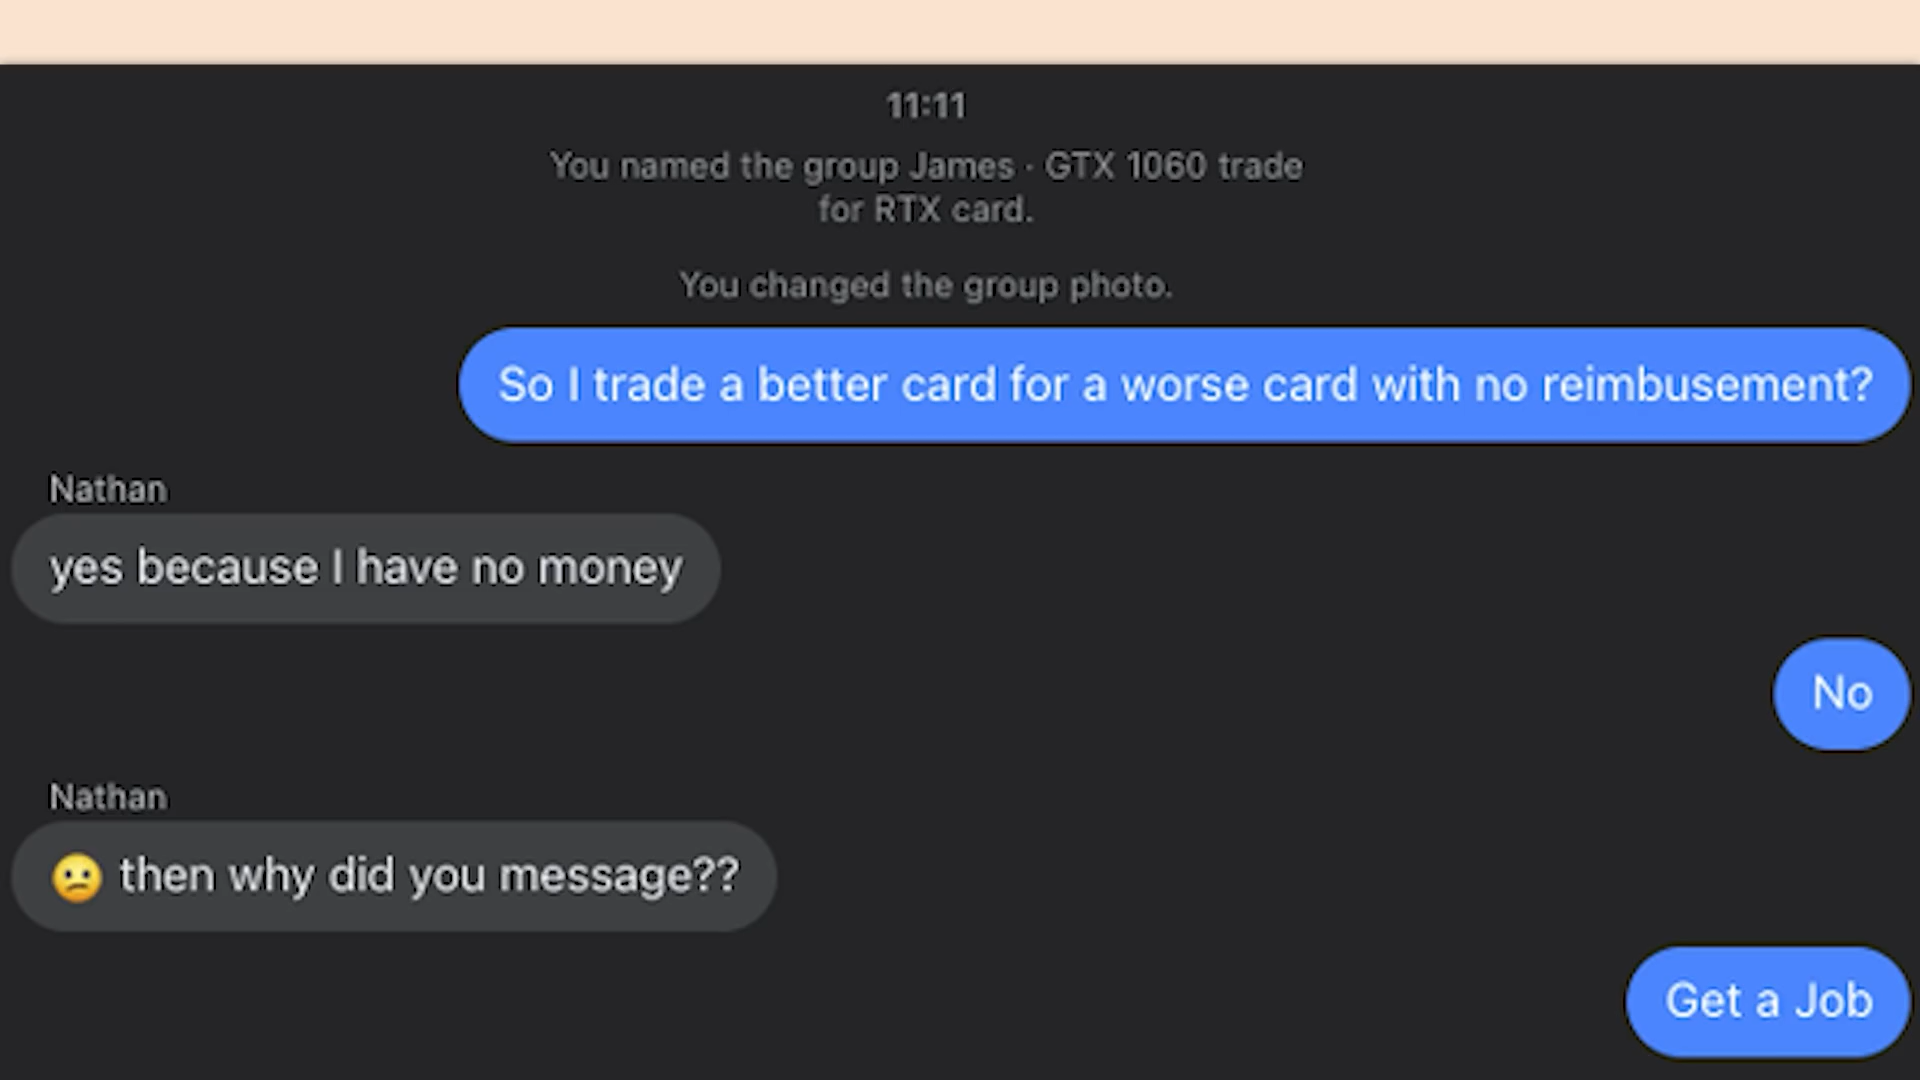 11:11
You named the group James · GTX 1060 trade
for RTX card.
You changed the group photo.
So I trade a better card for a worse card with no reimbusement?
Nathan
yes because I have no money
No
Nathan
😕 then why did you message??
Get a Job